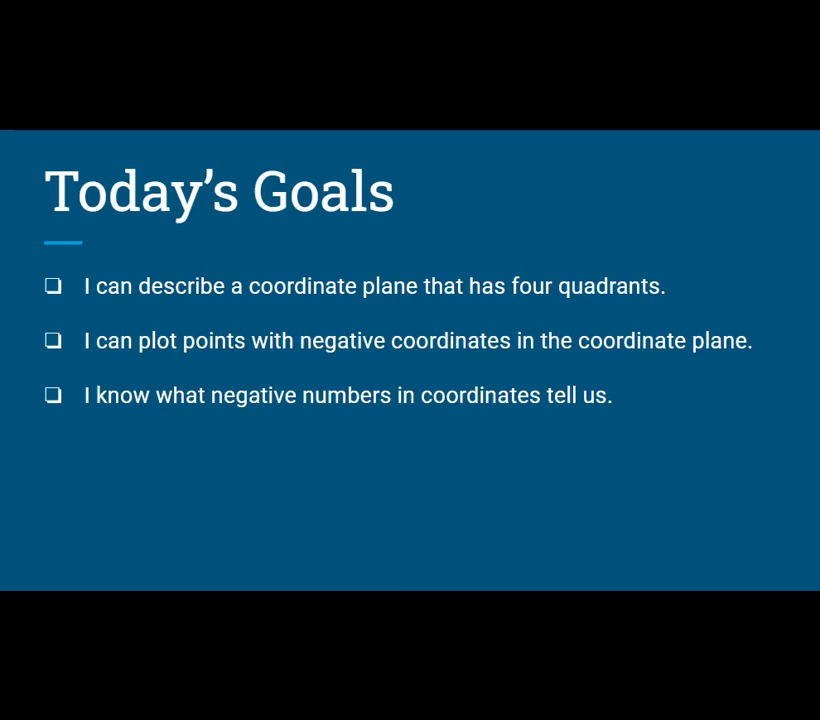 Today’s Goals
❏ I can describe a coordinate plane that has four quadrants.
❏ I can plot points with negative coordinates in the coordinate plane.
❏ I know what negative numbers in coordinates tell us.